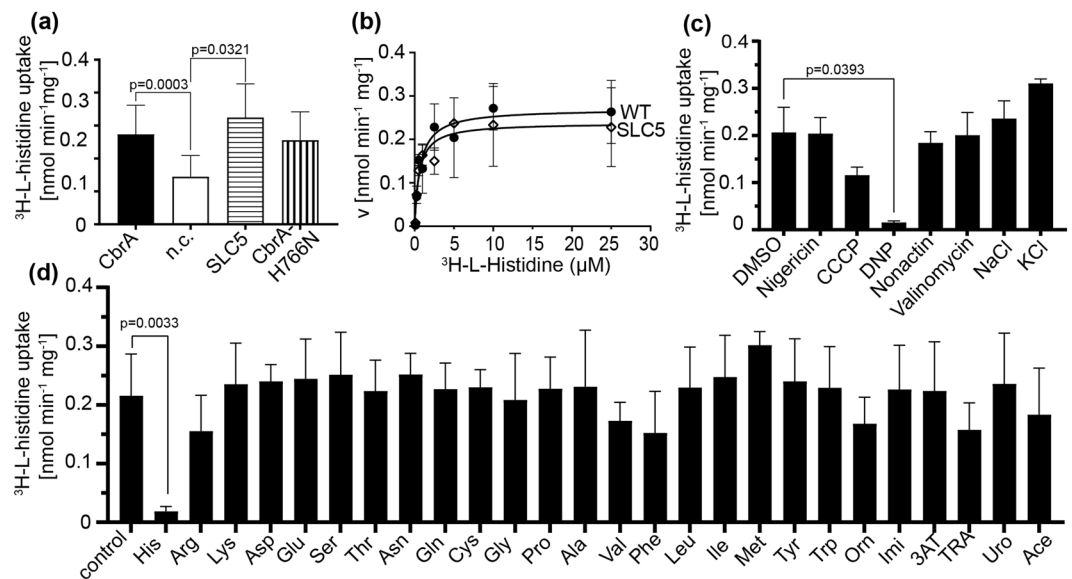 (a)
³H-L-histidine uptake
[nmol min⁻¹mg⁻¹]
0.4
0.3
0.2
0.1
0
p=0.0003
p=0.0321
CbrA
n.c.
SLC5
CbrA-
H766N
(b)
v [nmol min⁻¹ mg⁻¹]
0.4
0.3
0.2
0.1
0.0
0 5 10 15 20 25 30
WT
SLC5
³H-L-Histidine (µM)
(c)
³H-L-histidine uptake
[nmol min⁻¹ mg⁻¹]
0.4
0.3
0.2
0.1
0
p=0.0393
DMSO
Nigericin
CCCP
DNP
Nonactin
Valinomycin
NaCl
KCl
(d)
³H-L-histidine uptake
[nmol min⁻¹ mg⁻¹]
0.4
0.3
0.2
0.1
0
p=0.0033
control
His
Arg
Lys
Asp
Glu
Ser
Thr
Asn
Gln
Cys
Gly
Pro
Ala
Val
Phe
Leu
Ile
Met
Tyr
Trp
Orn
Imi
3AT
TRA
Uro
Ace